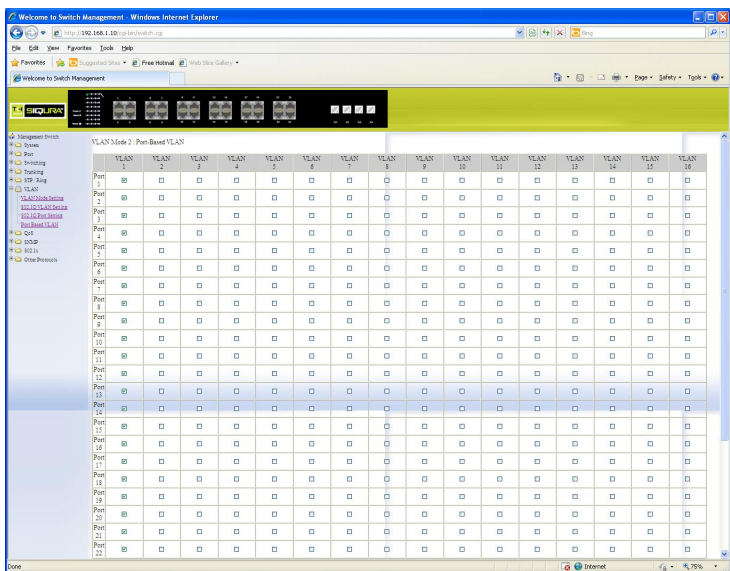 Welcome to Switch Management - Windows Internet Explorer
http://192.168.1.10/cgi-bin/switch.cgi
Bing
File Edit View Favorites Tools Help
Favorites Suggested Sites Free Hotmail Web Slice Gallery
Welcome to Switch Management
Page Safety Tools
SIQURA
Management Switch
System
Port
Switching
Trunking
STP / Ring
VLAN
VLAN Mode Setting
802.1Q VLAN Setting
802.1Q Port Setting
Port Based VLAN
QoS
SNMP
802.1x
Other Protocols
VLAN Mode 2 : Port-Based VLAN
VLAN 1 VLAN 2 VLAN 3 VLAN 4 VLAN 5 VLAN 6 VLAN 7 VLAN 8 VLAN 9 VLAN 10 VLAN 11 VLAN 12 VLAN 13 VLAN 14 VLAN 15 VLAN 16
Port 1
Port 2
Port 3
Port 4
Port 5
Port 6
Port 7
Port 8
Port 9
Port 10
Port 11
Port 12
Port 13
Port 14
Port 15
Port 16
Port 17
Port 18
Port 19
Port 20
Port 21
Port 22
Done
Internet
75%